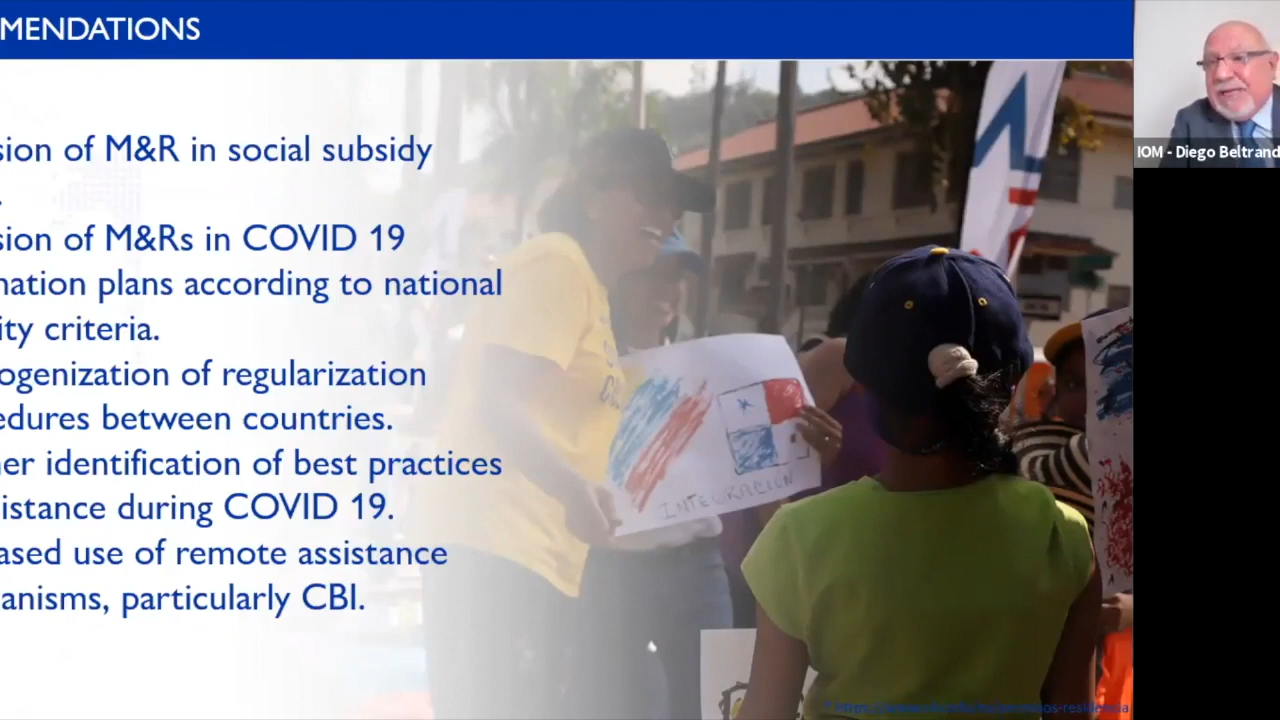 MENDATIONS
IOM - Diego Beltrand
sion of M&R in social subsidy
.
sion of M&Rs in COVID 19
nation plans according to national
ity criteria.
ogenization of regularization
edures between countries.
er identification of best practices
istance during COVID 19.
ased use of remote assistance
anisms, particularly CBI.
INTEGRACIÓN